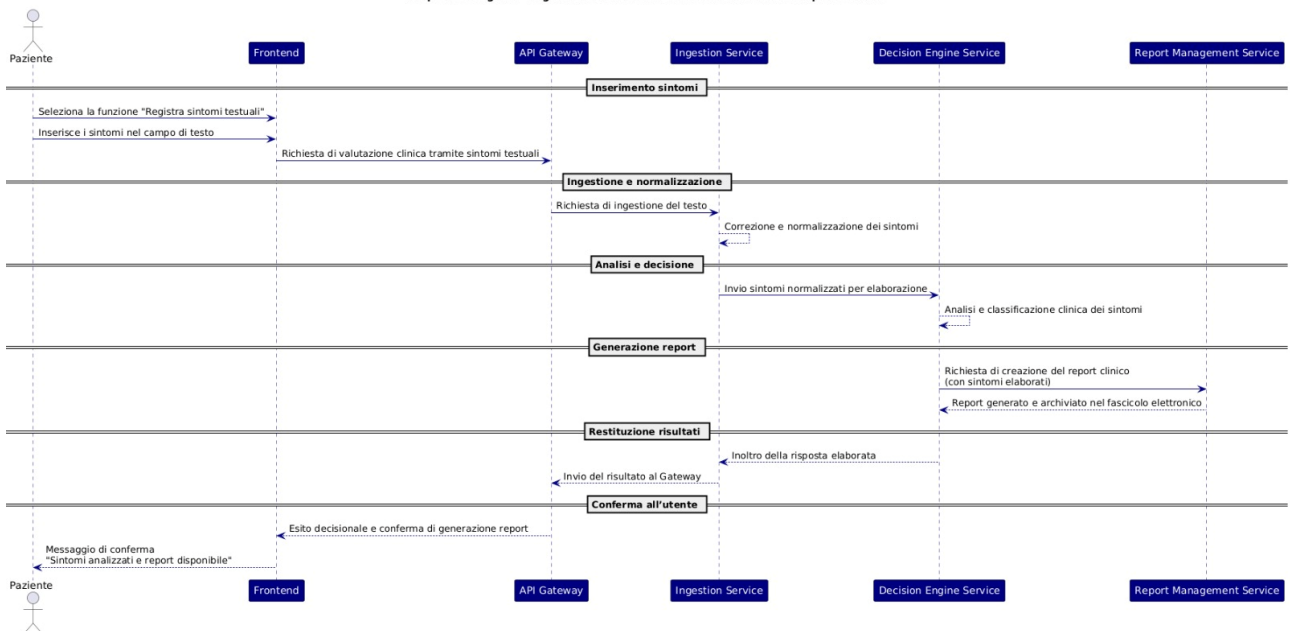 Paziente
Frontend
API Gateway
Ingestion Service
Decision Engine Service
Report Management Service
Inserimento sintomi
Seleziona la funzione "Registra sintomi testuali"
Inserisce i sintomi nel campo di testo
Richiesta di valutazione clinica tramite sintomi testuali
Ingestione e normalizzazione
Richiesta di ingestione del testo
Correzione e normalizzazione dei sintomi
Analisi e decisione
Invio sintomi normalizzati per elaborazione
Analisi e classificazione clinica dei sintomi
Generazione report
Richiesta di creazione del report clinico
(con sintomi elaborati)
Report generato e archiviato nel fascicolo elettronico
Restituzione risultati
Inoltro della risposta elaborata
Invio del risultato al Gateway
Conferma all’utente
Esito decisionale e conferma di generazione report
Messaggio di conferma
"Sintomi analizzati e report disponibile"
Paziente
Frontend
API Gateway
Ingestion Service
Decision Engine Service
Report Management Service